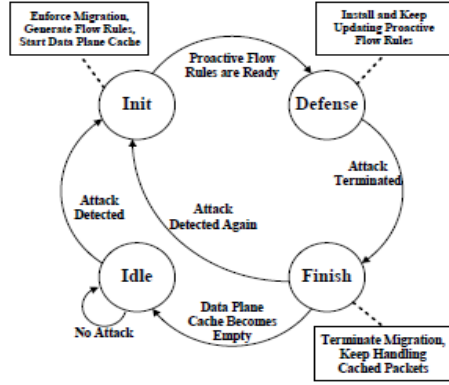 Enforce Migration,
Generate Flow Rules,
Start Data Plane Cache
Install and Keep
Updating Proactive
Flow Rules
Proactive Flow
Rules are Ready
Init
Defense
Attack
Terminated
Attack
Detected
Attack
Detected Again
Idle
Finish
No Attack
Data Plane
Cache Becomes
Empty
Terminate Migration,
Keep Handling
Cached Packets